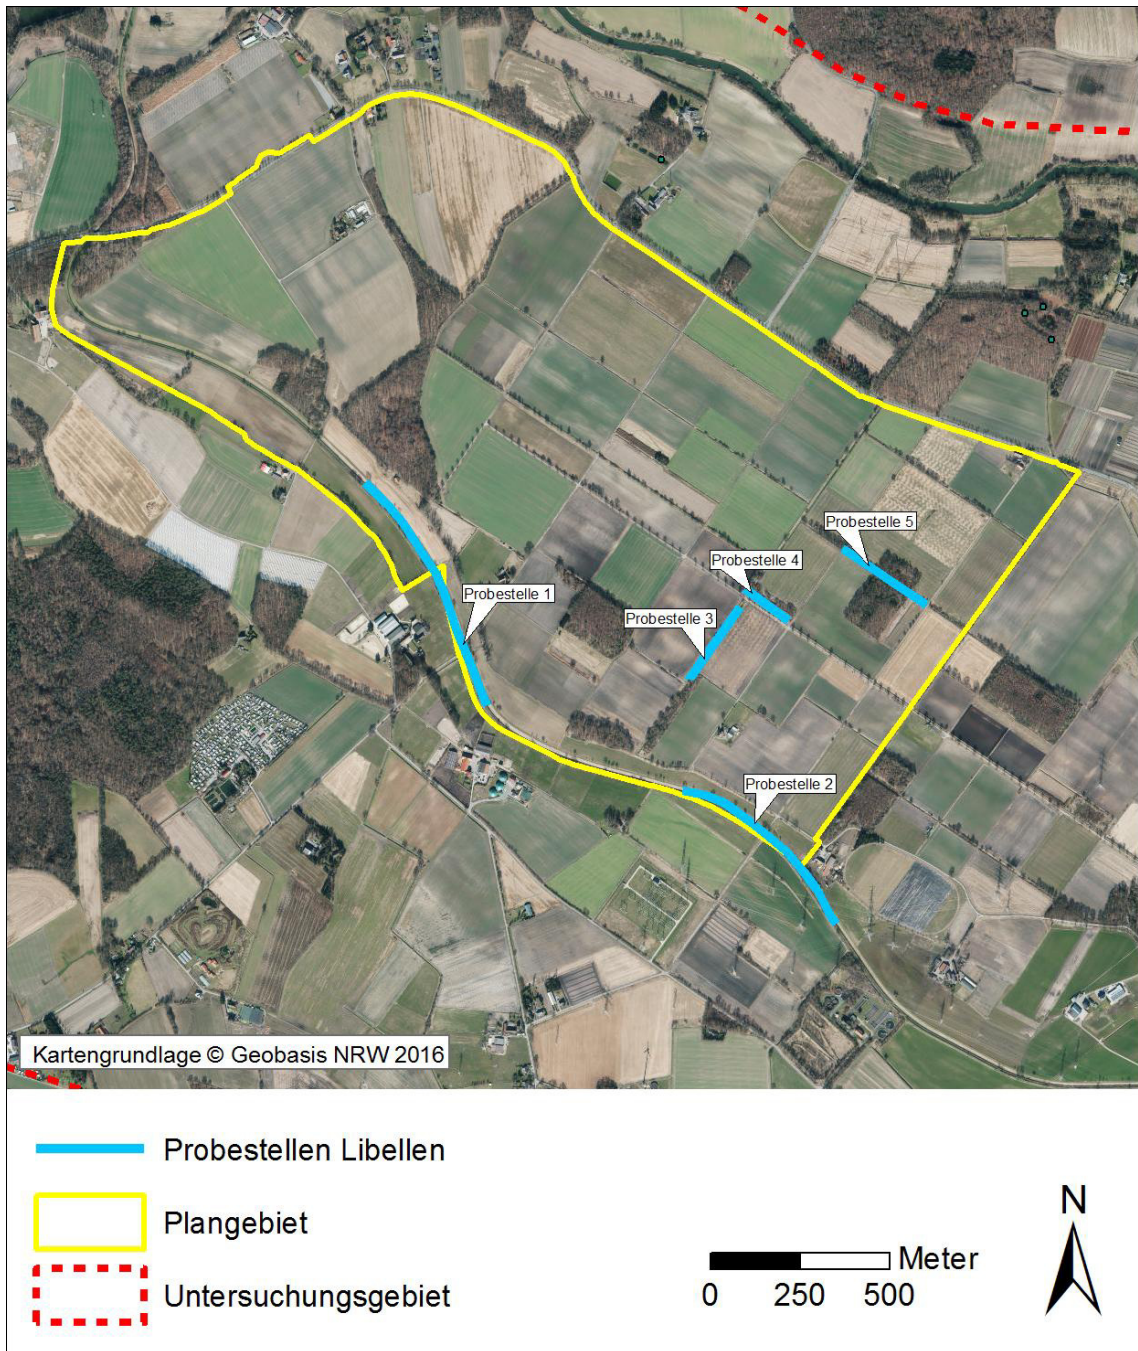 Probestelle 5
Probestelle 4
Probestelle 1
Probestelle 3
Probestelle 2
Kartengrundlage © Geobasis NRW 2016
Probestellen Libellen
Plangebiet
Untersuchungsgebiet
N
Meter
0 250 500